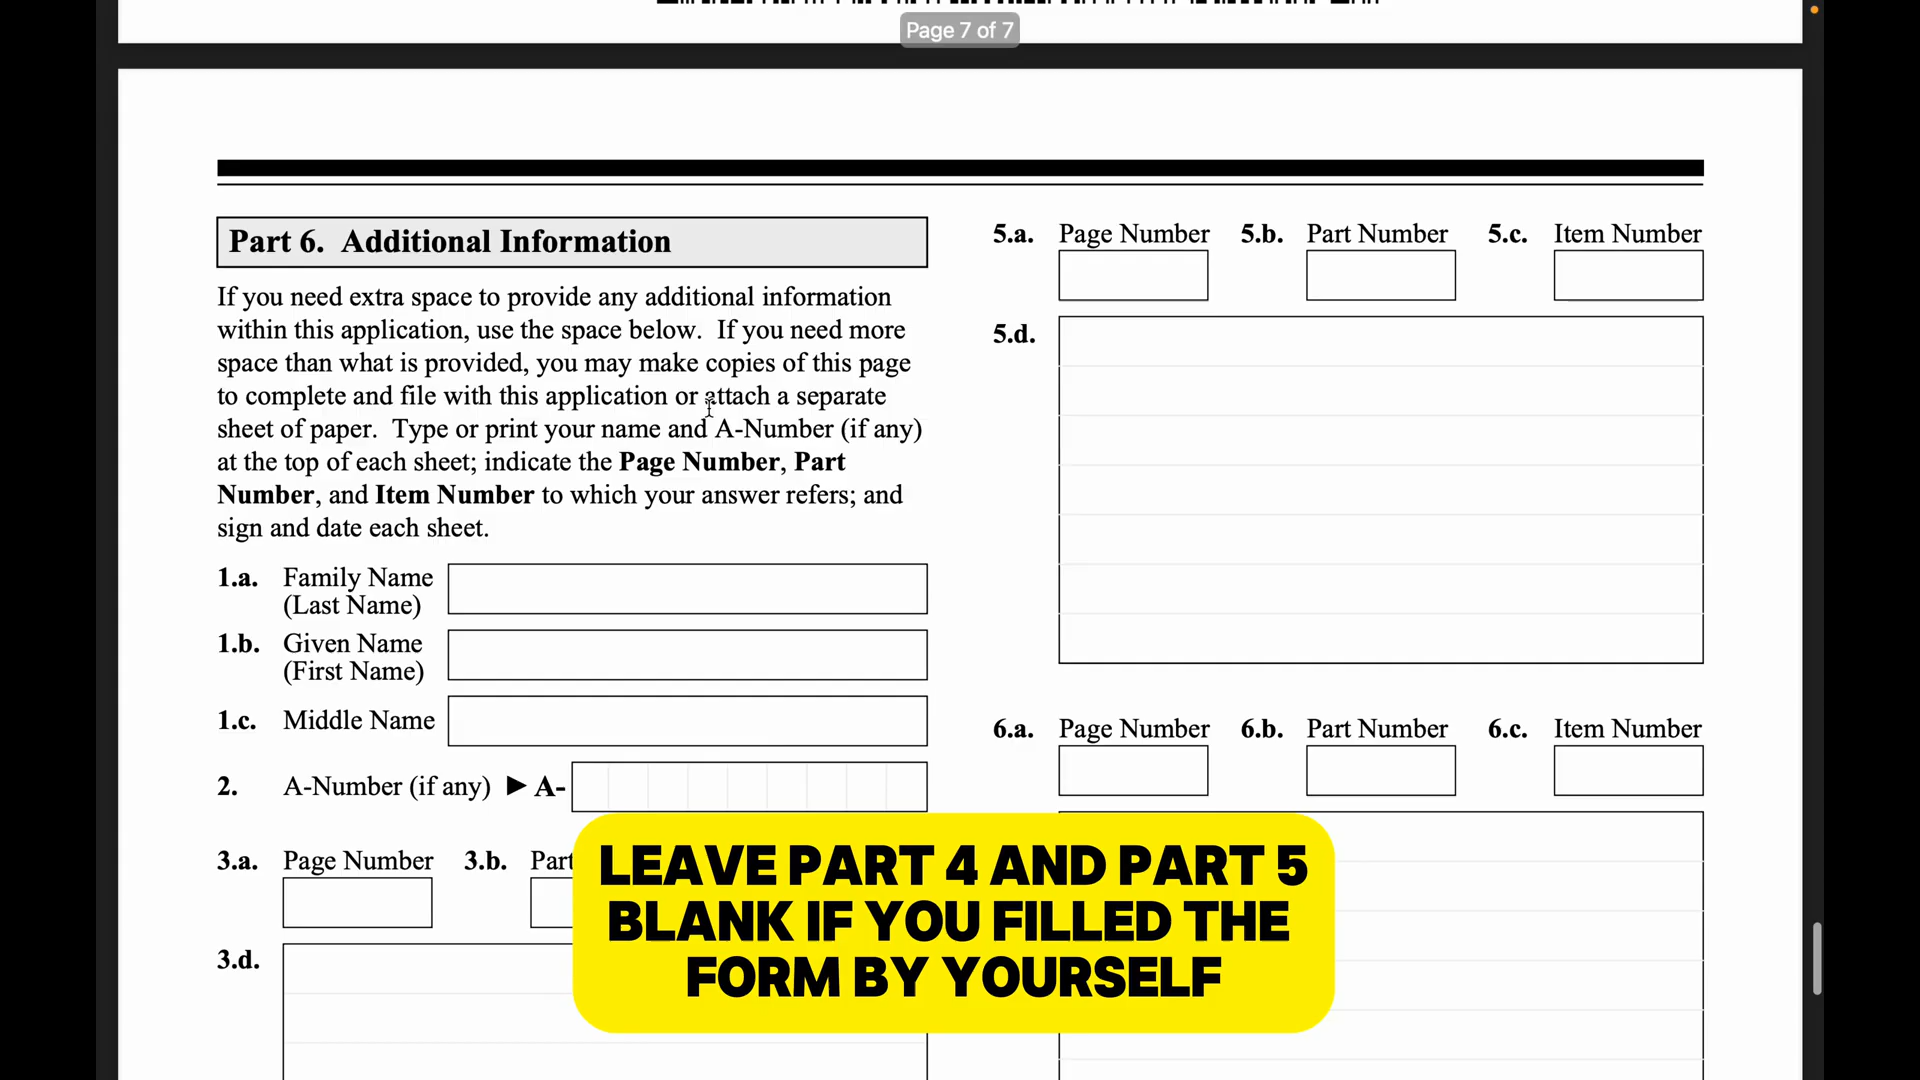 Page 7 of 7
Part 6. Additional Information
If you need extra space to provide any additional information
within this application, use the space below. If you need more
space than what is provided, you may make copies of this page
to complete and file with this application or attach a separate
sheet of paper. Type or print your name and A-Number (if any)
at the top of each sheet; indicate the Page Number, Part
Number, and Item Number to which your answer refers; and
sign and date each sheet.
1.a. Family Name
(Last Name)
1.b. Given Name
(First Name)
1.c. Middle Name
2. A-Number (if any) ► A-
3.a. Page Number 3.b. Part
3.d.
5.a. Page Number 5.b. Part Number 5.c. Item Number
5.d.
6.a. Page Number 6.b. Part Number 6.c. Item Number
LEAVE PART 4 AND PART 5
BLANK IF YOU FILLED THE
FORM BY YOURSELF